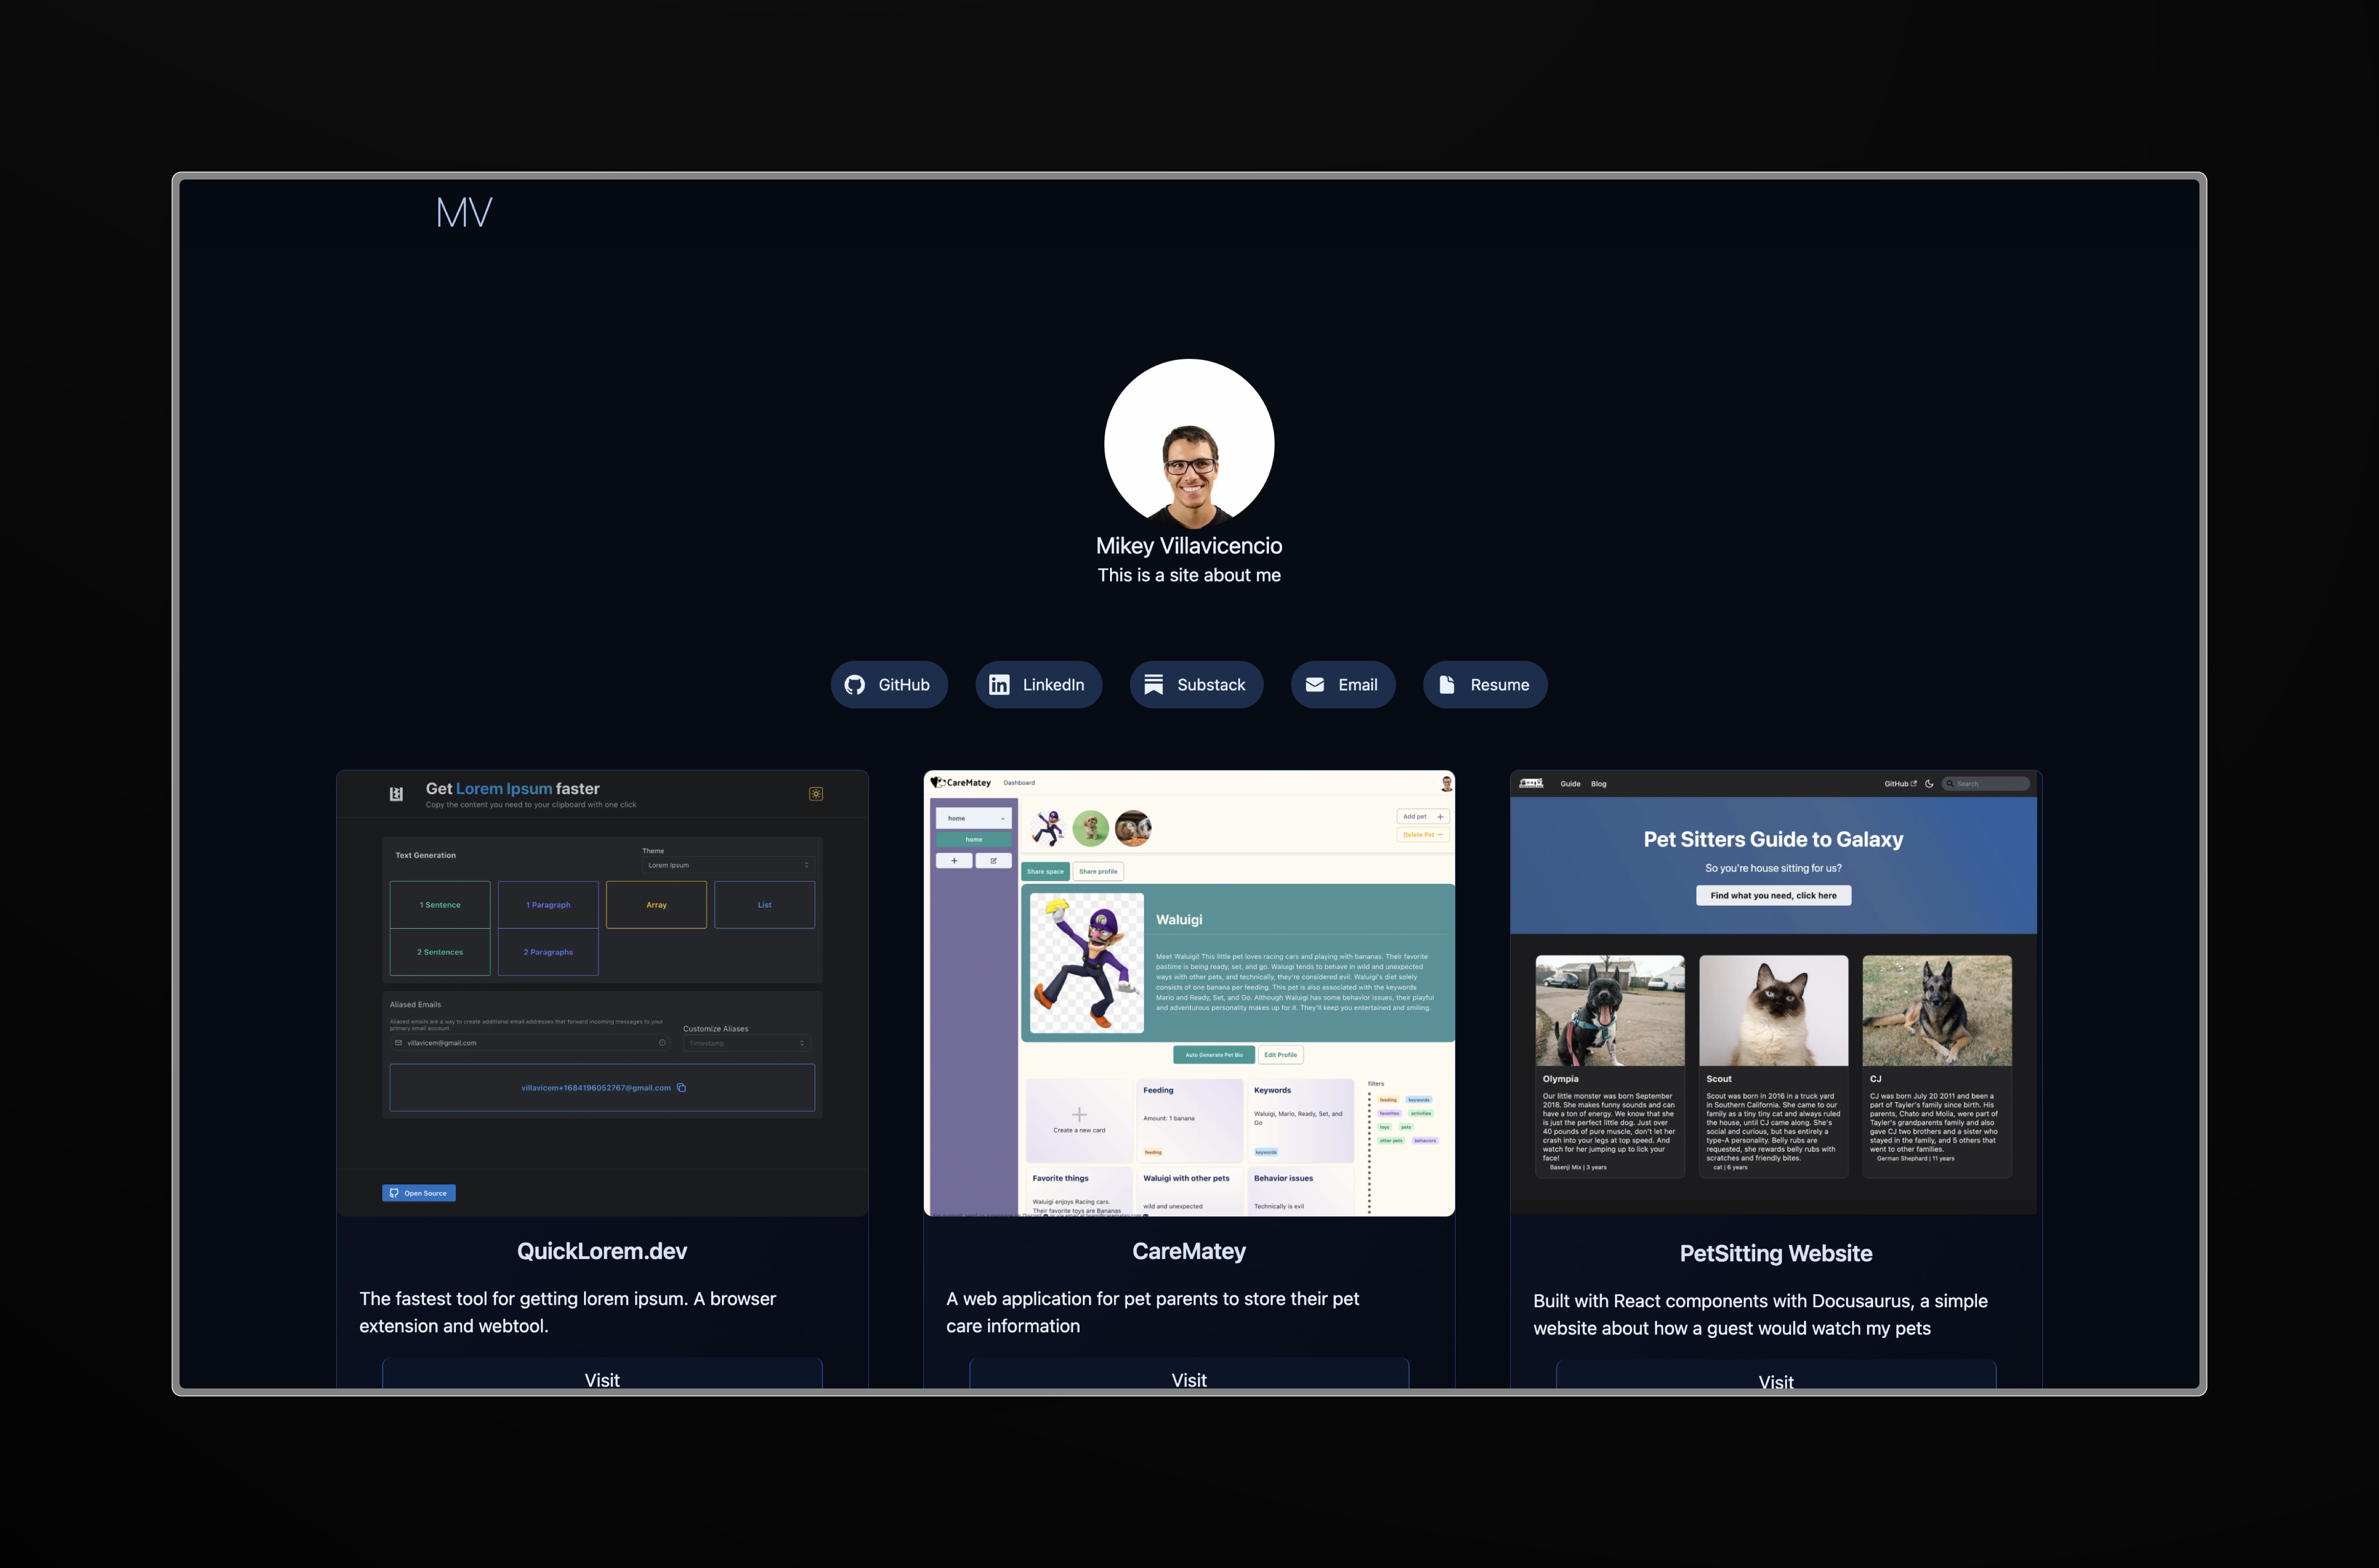 MV
Mikey Villavicencio
This is a site about me
GitHub
LinkedIn
Substack
Email
Resume
Get Lorem Ipsum faster
Copy the content you need to your clipboard with one click
Text Generation
Theme
Lorem Ipsum
1 Sentence
1 Paragraph
Array
List
2 Sentences
2 Paragraphs
Aliased Emails
Aliased emails are a way to create additional email addresses that forward incoming messages to your
primary email account.
Customize Aliases
villavicem@gmail.com
Timestamp
villavicem+1684196052767@gmail.com
Open Source
QuickLorem.dev
The fastest tool for getting lorem ipsum. A browser
extension and webtool.
Visit
CareMatey
Dashboard
home
home
Add pet
Delete Pet
Share space
Share profile
Waluigi
Meet Waluigi! This little pet loves racing cars and playing with bananas. Their favorite
pastime is being ready, set, and go. Waluigi tends to behave in wild and unexpected
ways with other pets, and technically, they're considered evil. Waluigi's diet solely
consists of one banana per feeding. This pet is also associated with the keywords
Mario and Ready, Set, and Go. Although Waluigi has some behavior issues, their playful
and adventurous personality makes up for it. They'll keep you entertained and smiling.
Auto Generate Pet Bio
Edit Profile
Create a new card
Feeding
Amount: 1 banana
feeding
Keywords
Waluigi, Mario, Ready, Set, and
Go
keywords
filters
feeding
keywords
favorites
activities
toys
pets
other pets
behaviors
Favorite things
Waluigi enjoys Racing cars.
Their favorite toys are Bananas
Waluigi with other pets
wild and unexpected
Behavior issues
Technically is evil
CareMatey
A web application for pet parents to store their pet
care information
Visit
Guide
Blog
GitHub
Search
Pet Sitters Guide to Galaxy
So you're house sitting for us?
Find what you need, click here
Olympia
Our little monster was born September
2018. She makes funny sounds and can
have a ton of energy. We know that she
is just the perfect little dog. Just over
40 pounds of pure muscle, don't let her
crash into your legs at top speed. And
watch for her jumping up to lick your
face!
Basenji Mix | 3 years
Scout
Scout was born in 2016 in a truck yard
in Southern California. She came to our
family as a tiny tiny cat and always ruled
the house, until CJ came along. She's
social and curious, but has entirely a
type-A personality. Belly rubs are
requested, she rewards belly rubs with
scratches and friendly bites.
cat | 6 years
CJ
CJ was born July 20 2011 and been a
part of Tayler's family since birth. His
parents, Chato and Molia, were part of
Tayler's grandparents family and also
gave CJ two brothers and a sister who
stayed in the family, and 5 others that
went to other families.
German Shephard | 11 years
PetSitting Website
Built with React components with Docusaurus, a simple
website about how a guest would watch my pets
Visit